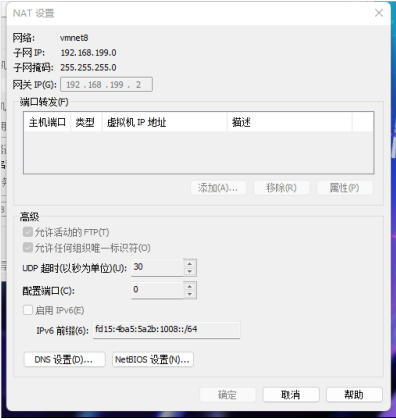 NAT 设置
网络: vmnet8
子网 IP: 192.168.199.0
子网掩码: 255.255.255.0
网关 IP(G): 192 . 168 . 199 . 2
端口转发(F)
主机端口 类型 虚拟机 IP 地址 描述
添加(A)... 移除(R) 属性(P)
高级
允许活动的 FTP(T)
允许任何组织唯一标识符(O)
UDP 超时(以秒为单位)(U): 30
配置端口(C): 0
启用 IPv6(E)
IPv6 前缀(6): fd15:4ba5:5a2b:1008::/64
DNS 设置(D)... NetBIOS 设置(N)...
确定 取消 帮助